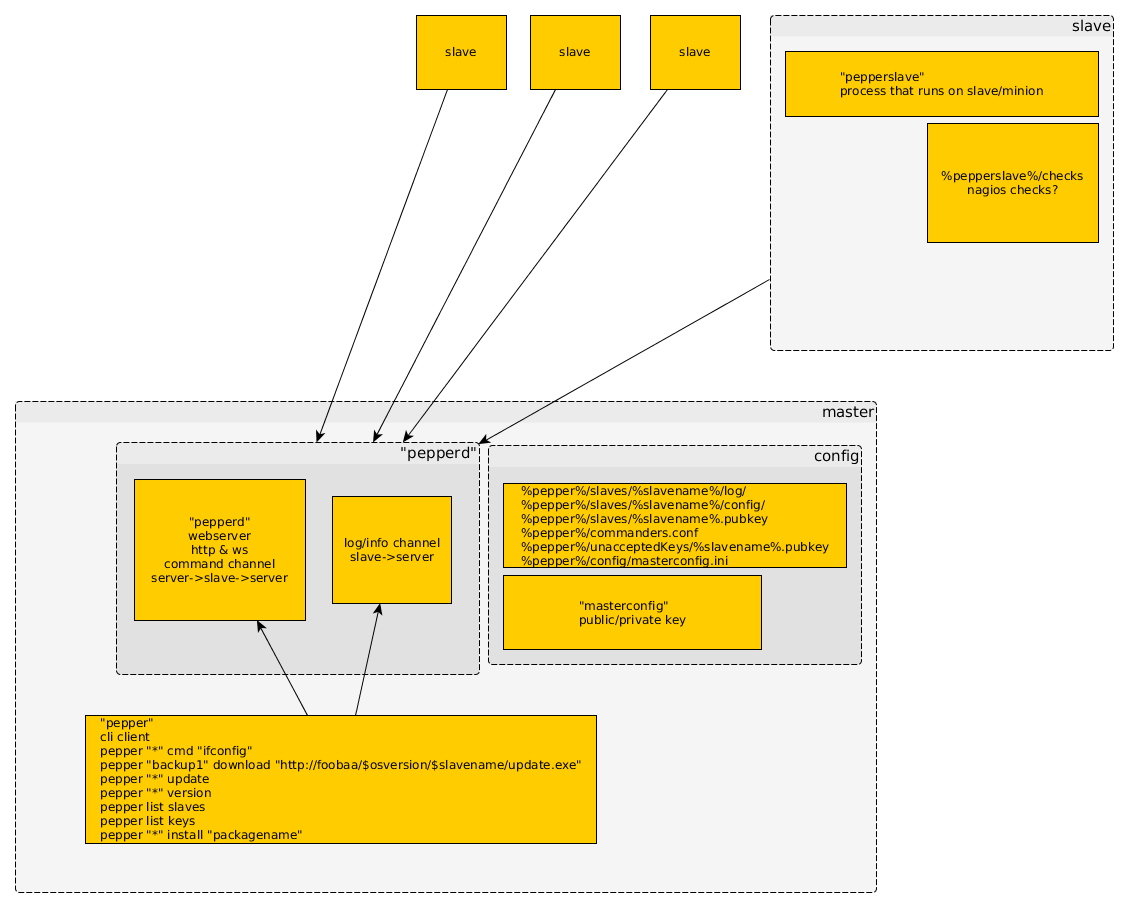 slave
slave
slave
slave
"pepperslave"
process that runs on slave/minion
%pepperslave%/checks
nagios checks?
master
"pepperd"
"pepperd"
webserver
http & ws
command channel
server->slave->server
log/info channel
slave->server
config
%pepper%/slaves/%slavename%/log/
%pepper%/slaves/%slavename%/config/
%pepper%/slaves/%slavename%.pubkey
%pepper%/commanders.conf
%pepper%/unacceptedKeys/%slavename%.pubkey
%pepper%/config/masterconfig.ini
"masterconfig"
public/private key
"pepper"
cli client
pepper "*" cmd "ifconfig"
pepper "backup1" download "http://foobaa/$osversion/$slavename/update.exe"
pepper "*" update
pepper "*" version
pepper list slaves
pepper list keys
pepper "*" install "packagename"